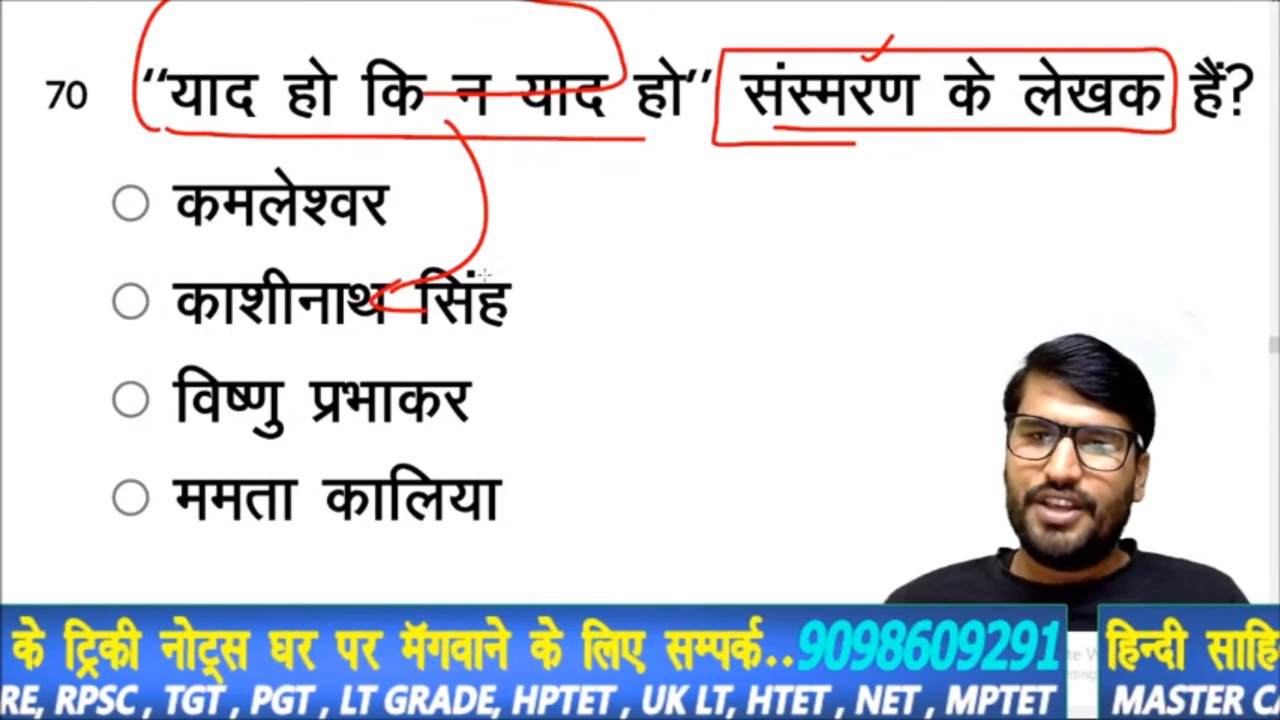 70 “याद हो कि न याद हो” संस्मरण के लेखक हैं?
कमलेश्वर
काशीनाथ सिंह
विष्णु प्रभाकर
ममता कालिया
के ट्रिकी नोट्स घर पर मॅगवाने के लिए सम्पर्क..9098609291
हिन्दी साहि
RE, RPSC , TGT , PGT , LT GRADE, HPTET , UK LT, HTET , NET , MPTET
MASTER CA